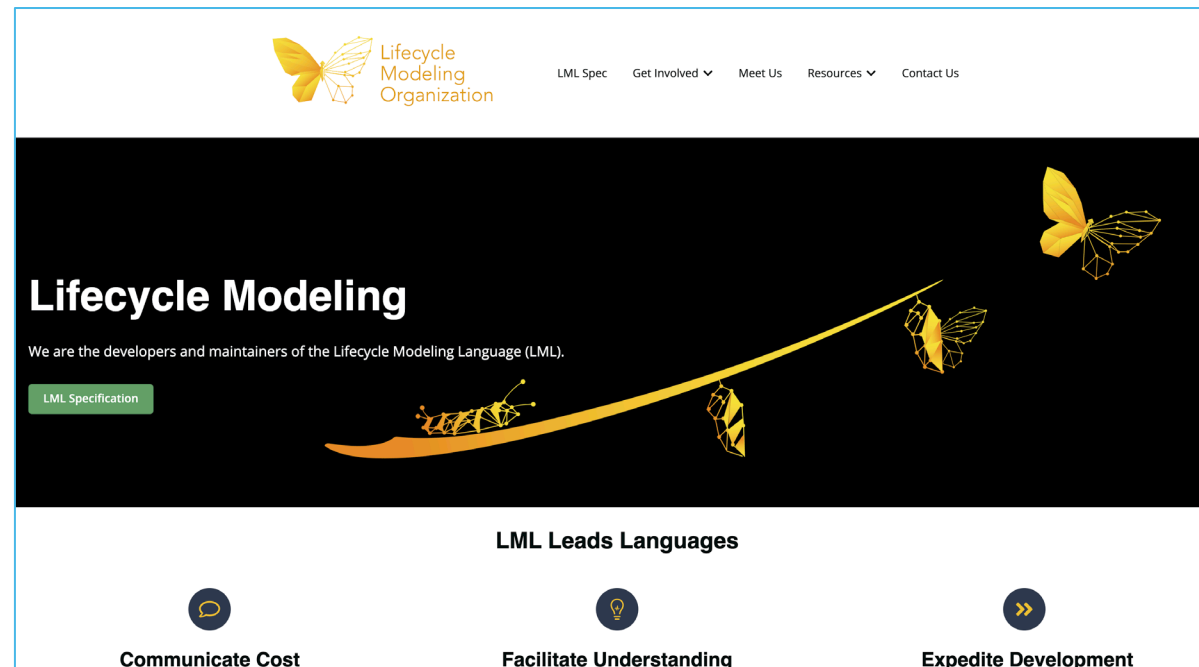 Lifecycle
Modeling
Organization
LML Spec
Get Involved
Meet Us
Resources
Contact Us
Lifecycle Modeling
We are the developers and maintainers of the Lifecycle Modeling Language (LML).
LML Specification
LML Leads Languages
Communicate Cost
Facilitate Understanding
Expedite Development